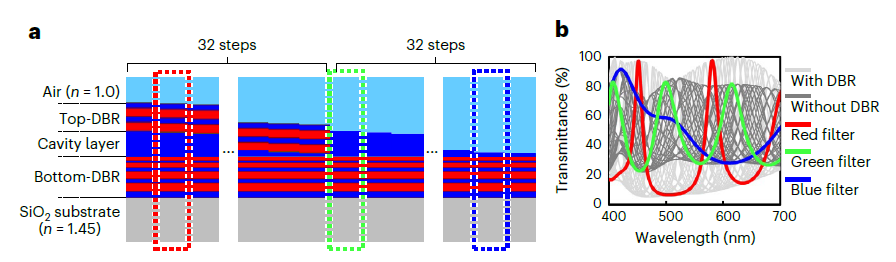 a
32 steps
32 steps
Air (n = 1.0)
Top-DBR
Cavity layer
Bottom-DBR
SiO2 substrate
(n = 1.45)
...
...
b
Transmittance (%)
100
80
60
40
20
0
400
500
600
700
Wavelength (nm)
With DBR
Without DBR
Red filter
Green filter
Blue filter